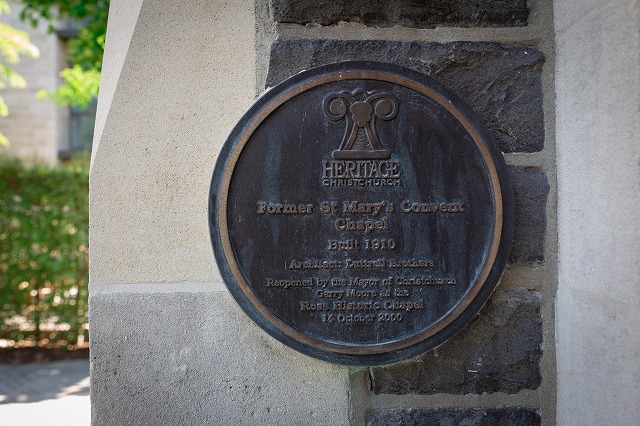 HERITAGE
CHRISTCHURCH
Former St Mary's Convent
Chapel
Built 1910
Architect: Luttrell Brothers
Reopened by the Mayor of Christchurch
Garry Moore as the
Rose Historic Chapel
14 October 2000